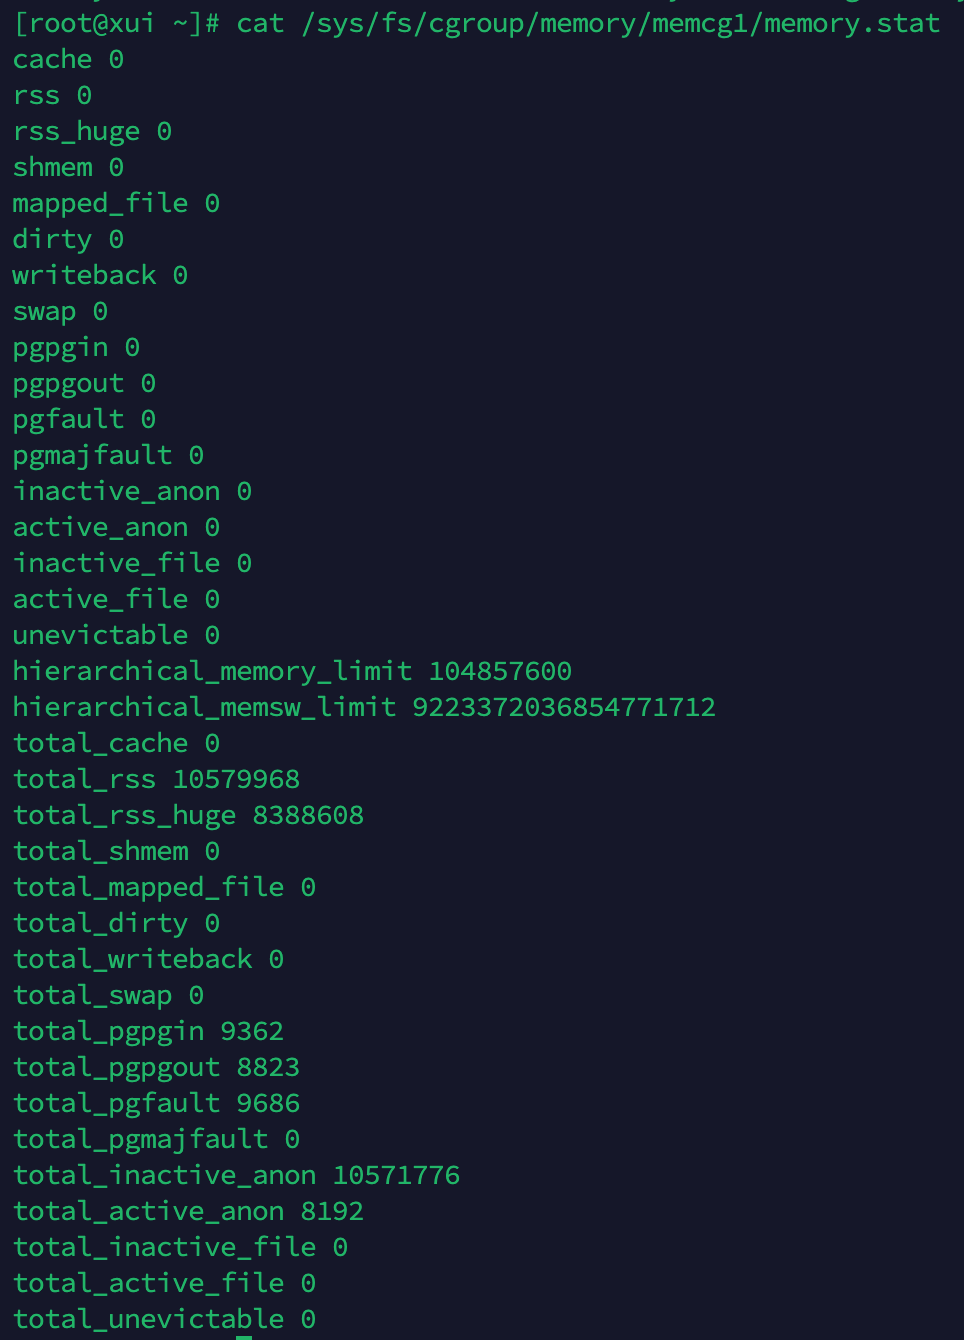 [root@xui ~]# cat /sys/fs/cgroup/memory/memcg1/memory.stat
cache 0
rss 0
rss_huge 0
shmem 0
mapped_file 0
dirty 0
writeback 0
swap 0
pgpgin 0
pgpgout 0
pgfault 0
pgmajfault 0
inactive_anon 0
active_anon 0
inactive_file 0
active_file 0
unevictable 0
hierarchical_memory_limit 104857600
hierarchical_memsw_limit 9223372036854771712
total_cache 0
total_rss 10579968
total_rss_huge 8388608
total_shmem 0
total_mapped_file 0
total_dirty 0
total_writeback 0
total_swap 0
total_pgpgin 9362
total_pgpgout 8823
total_pgfault 9686
total_pgmajfault 0
total_inactive_anon 10571776
total_active_anon 8192
total_inactive_file 0
total_active_file 0
total_unevictable 0